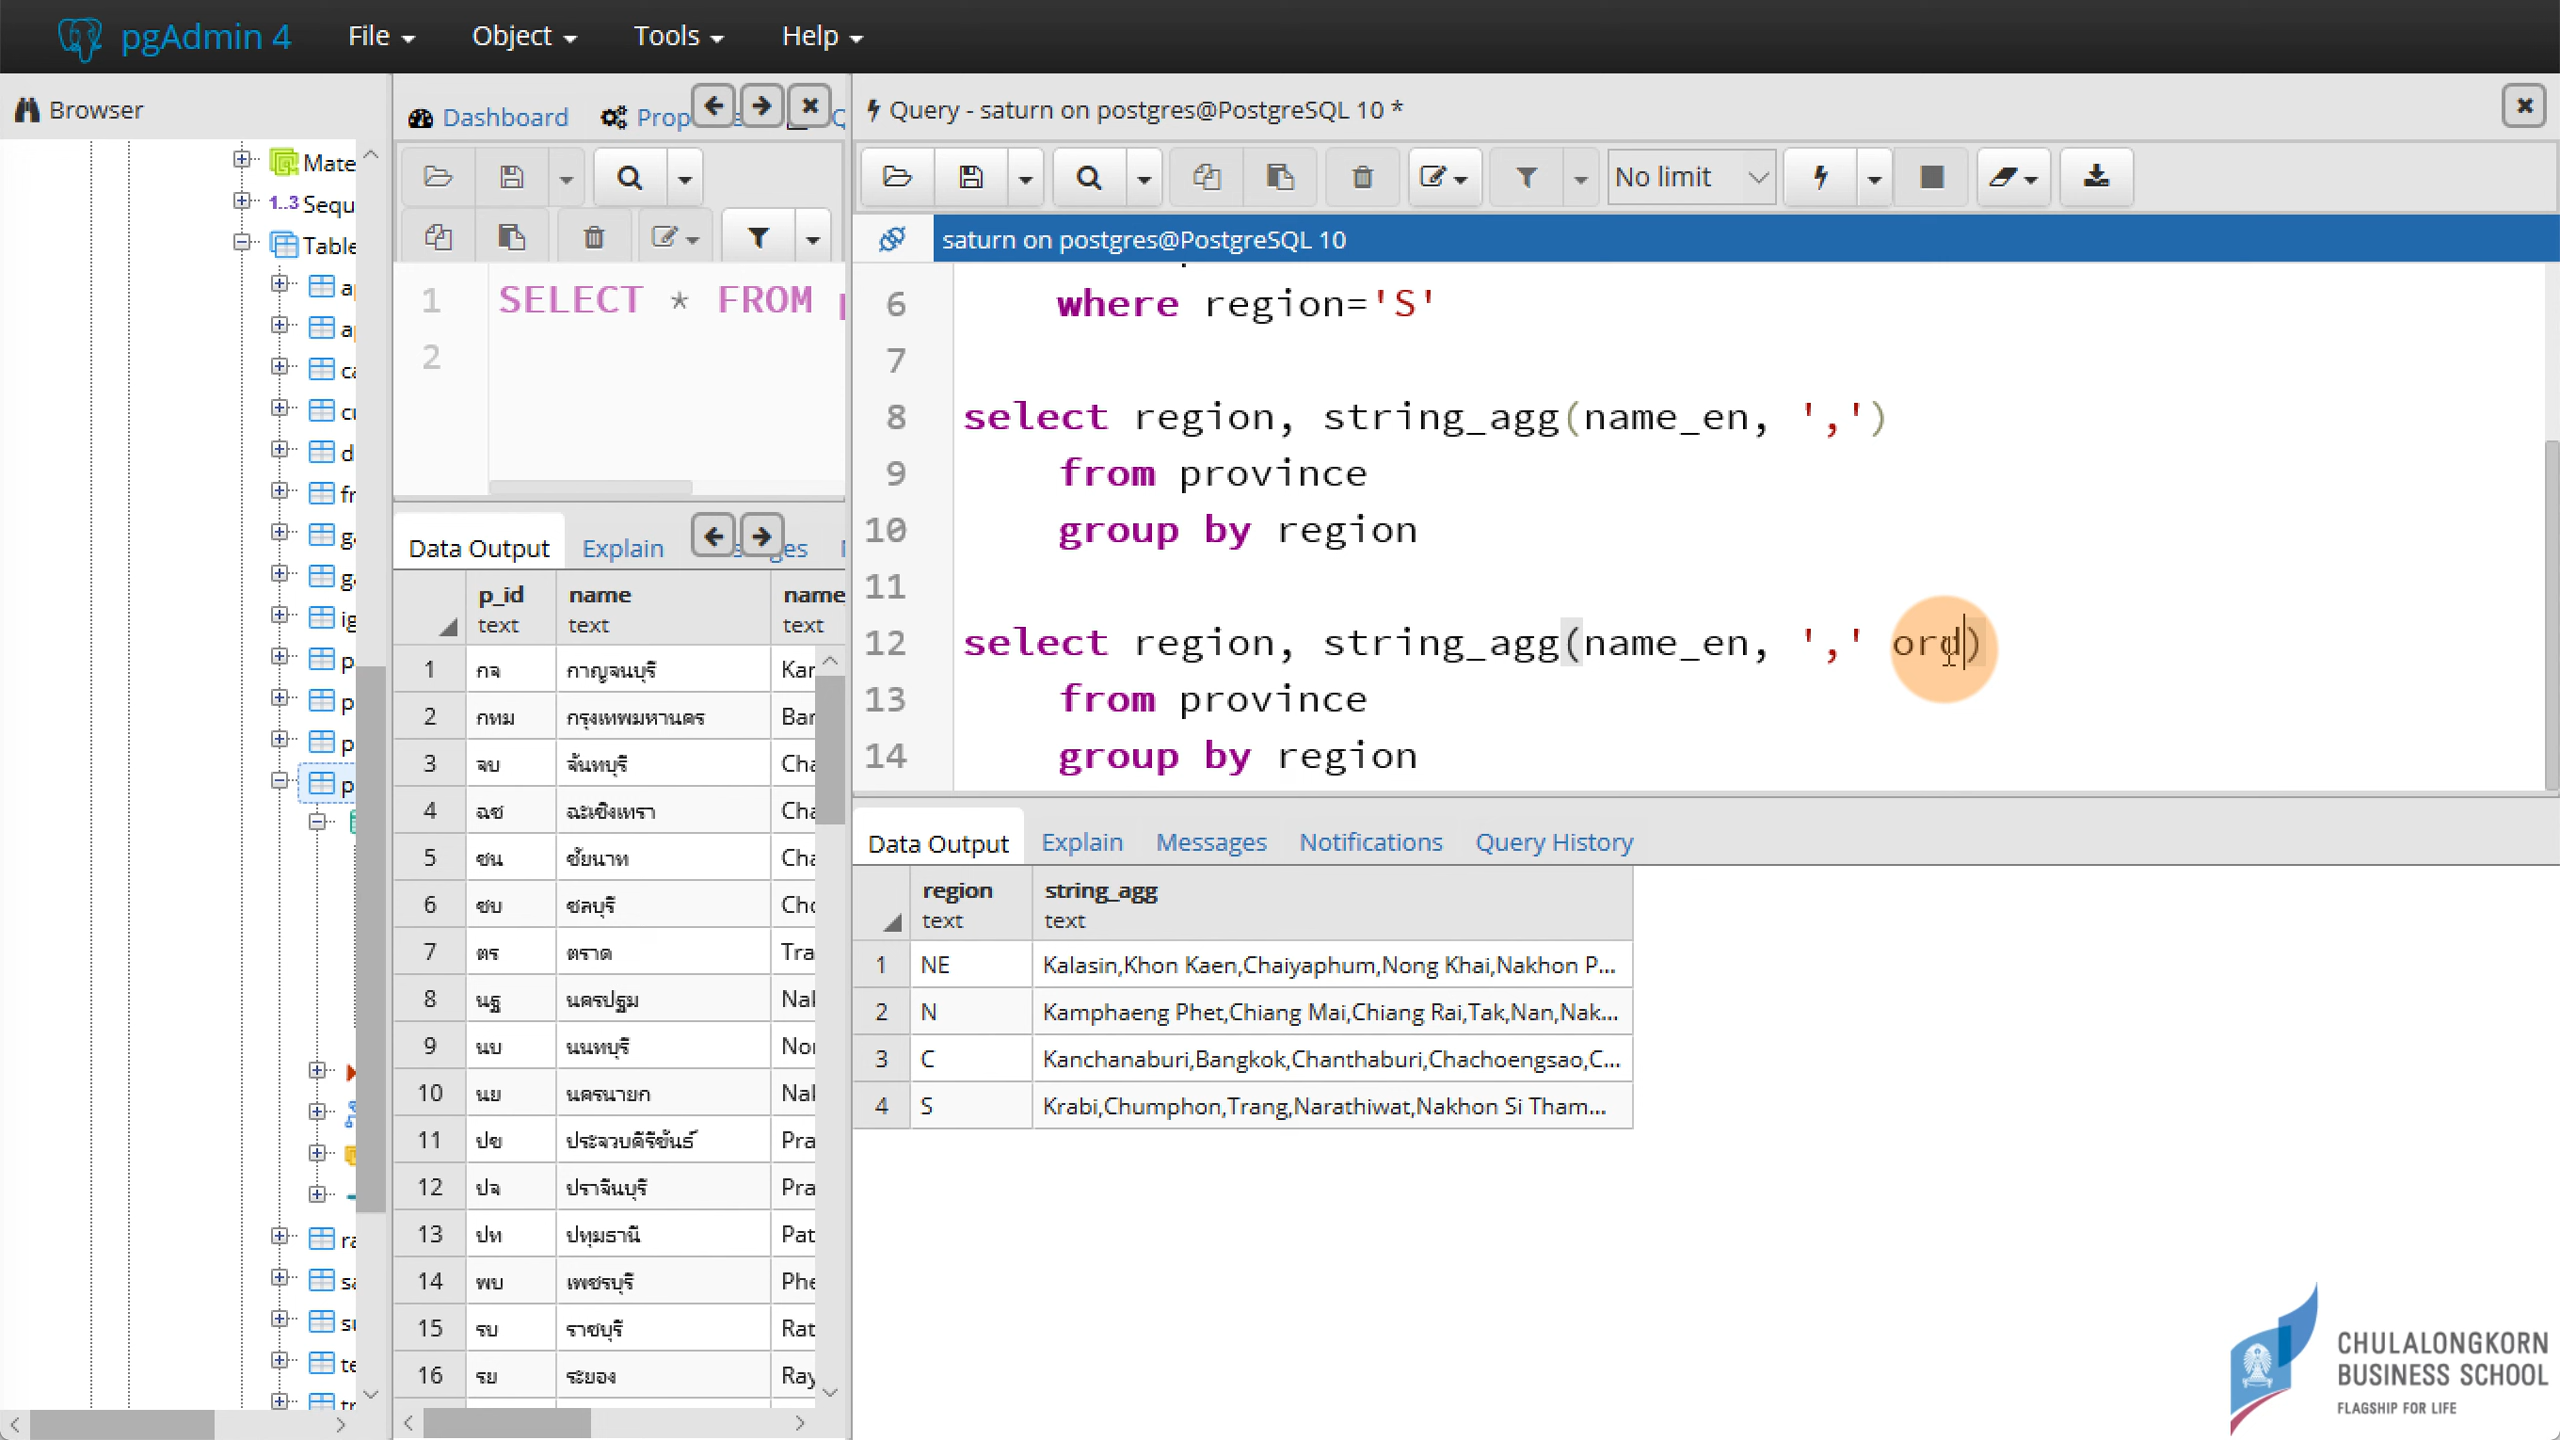 pgAdmin 4 File Object Tools Help
Browser
Mate
1..3 Sequ
Table
a
a
ca
cu
d
fr
g
g
ig
p
p
p
p
ra
sa
su
te
tr
Dashboard Prop
SELECT * FROM
1
2
Data Output Explain ges
p_id text name text name text
1 กจ กาญจนบุรี Kar
2 กทม กรุงเทพมหานคร Bar
3 จบ จันทบุรี Cha
4 ฉช ฉะเชิงเทรา Cha
5 ชน ชัยนาท Cha
6 ชบ ชลบุรี Cho
7 ตร ตราด Tra
8 นฐ นครปฐม Nal
9 นบ นนทบุรี Nor
10 นย นครนายก Nal
11 ปข ประจวบคีรีขันธ์ Pra
12 ปจ ปราจีนบุรี Pra
13 ปท ปทุมธานี Pat
14 พบ เพชรบุรี Phe
15 รบ ราชบุรี Rat
16 รย ระยอง Ray
Query - saturn on postgres@PostgreSQL 10 *
No limit
saturn on postgres@PostgreSQL 10
6 where region='S'
7
8 select region, string_agg(name_en, ',')
9 from province
10 group by region
11
12 select region, string_agg(name_en, ',' ord)
13 from province
14 group by region
Data Output Explain Messages Notifications Query History
region text string_agg text
1 NE Kalasin,Khon Kaen,Chaiyaphum,Nong Khai,Nakhon P...
2 N Kamphaeng Phet,Chiang Mai,Chiang Rai,Tak,Nan,Nak...
3 C Kanchanaburi,Bangkok,Chanthaburi,Chachoengsao,C...
4 S Krabi,Chumphon,Trang,Narathiwat,Nakhon Si Tham...
CHULALONGKORN
BUSINESS SCHOOL
FLAGSHIP FOR LIFE